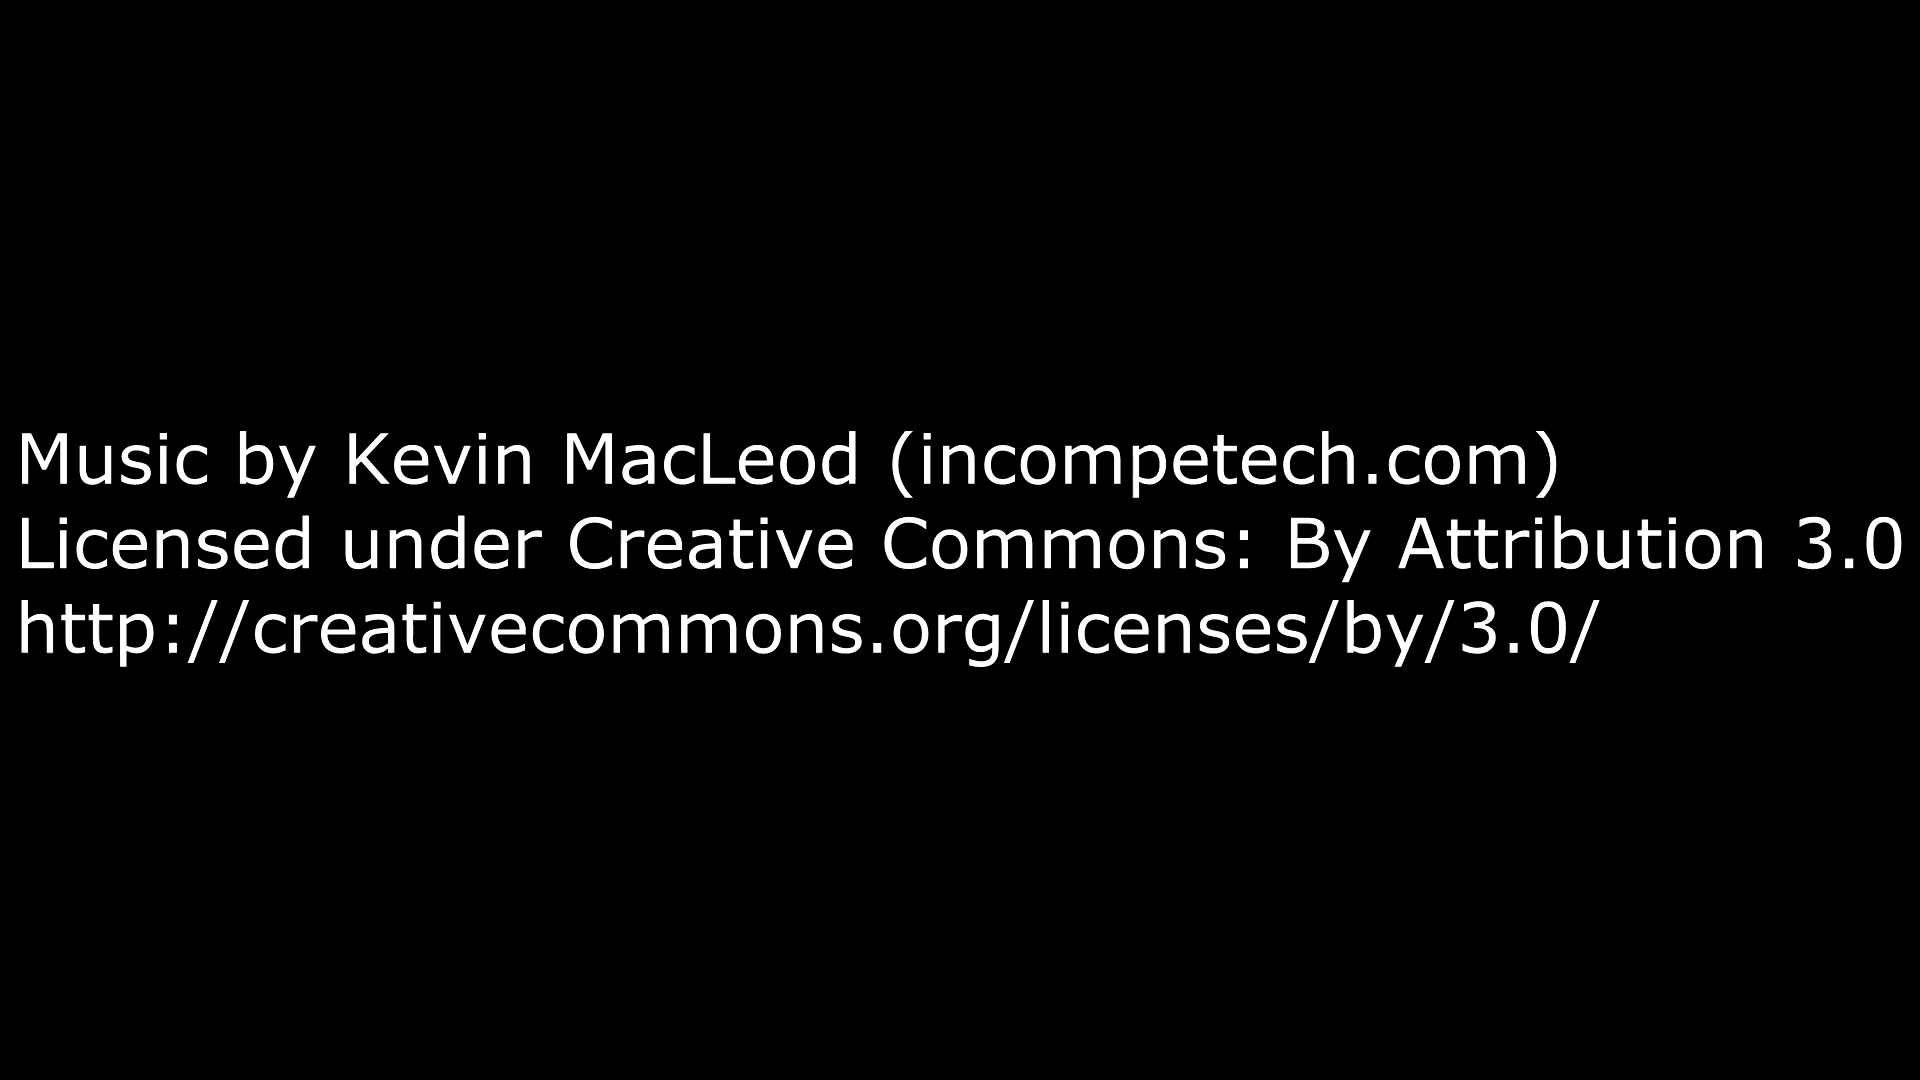 Music by Kevin MacLeod (incompetech.com)
Licensed under Creative Commons: By Attribution 3.0
http://creativecommons.org/licenses/by/3.0/